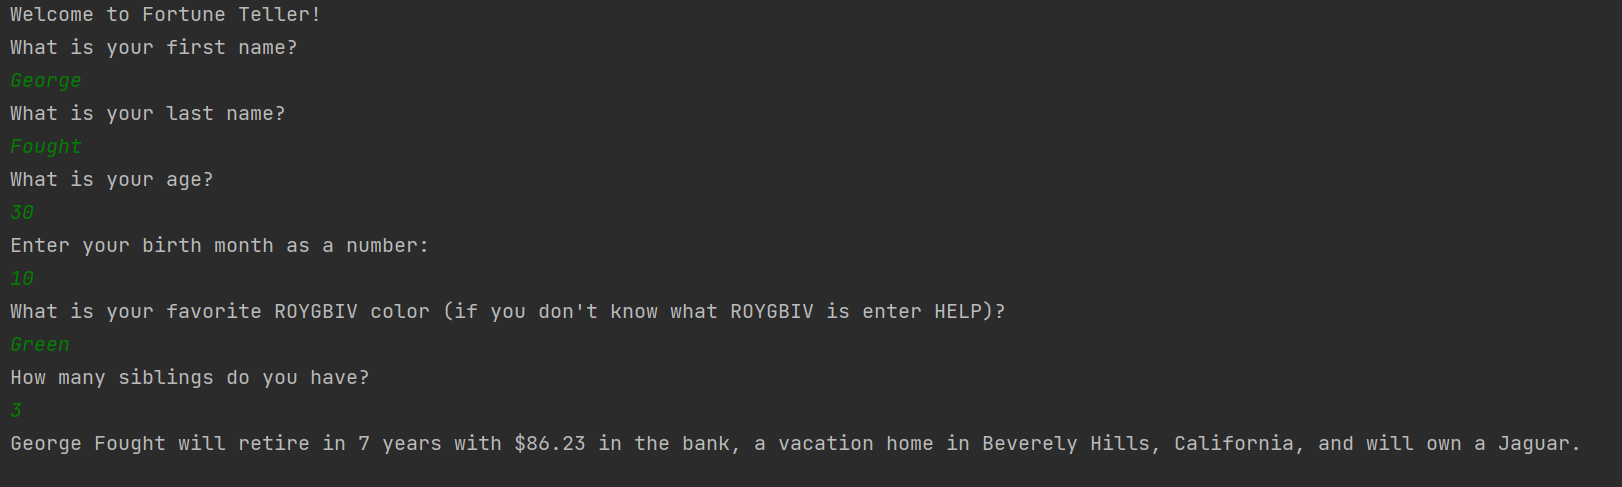 Welcome to Fortune Teller!
What is your first name?
George
What is your last name?
Fought
What is your age?
30
Enter your birth month as a number:
10
What is your favorite ROYGBIV color (if you don't know what ROYGBIV is enter HELP)?
Green
How many siblings do you have?
3
George Fought will retire in 7 years with $86.23 in the bank, a vacation home in Beverely Hills, California, and will own a Jaguar.